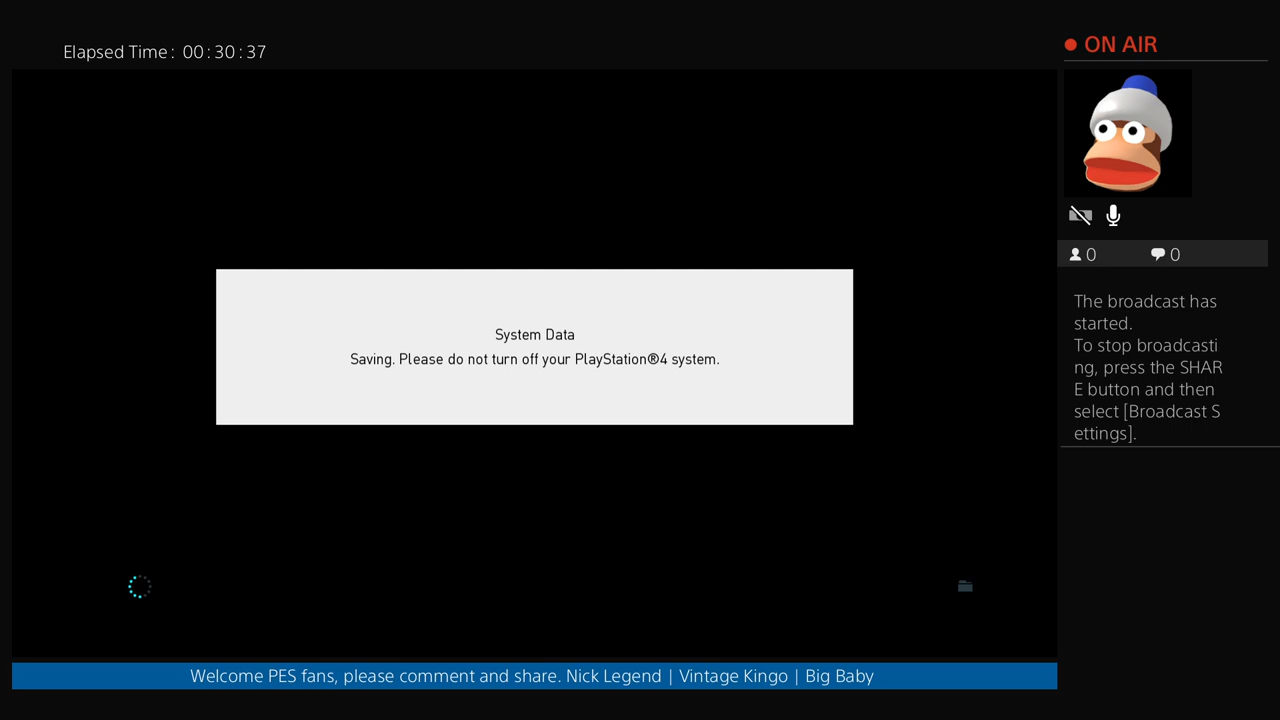 Elapsed Time: 00:30:37
ON AIR
0 0
The broadcast has
started.
To stop broadcasti
ng, press the SHAR
E button and then
select [Broadcast S
ettings].
System Data
Saving. Please do not turn off your PlayStation®4 system.
Welcome PES fans, please comment and share. Nick Legend | Vintage Kingo | Big Baby